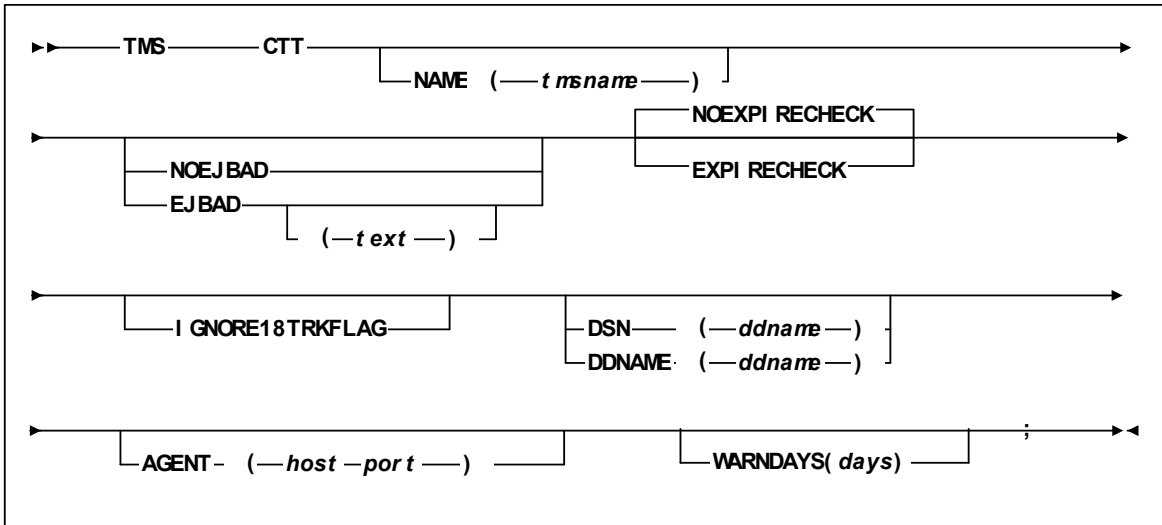 TMS CTT
NAME ( tmsname )
NOEXPIRECHECK
NOEJBAD
EXPIRECHECK
EJBAD
( text )
IGNORE18TRKFLAG
DSN ( ddname )
DDNAME ( ddname )
;
AGENT ( host port )
WARNDAYS( days)